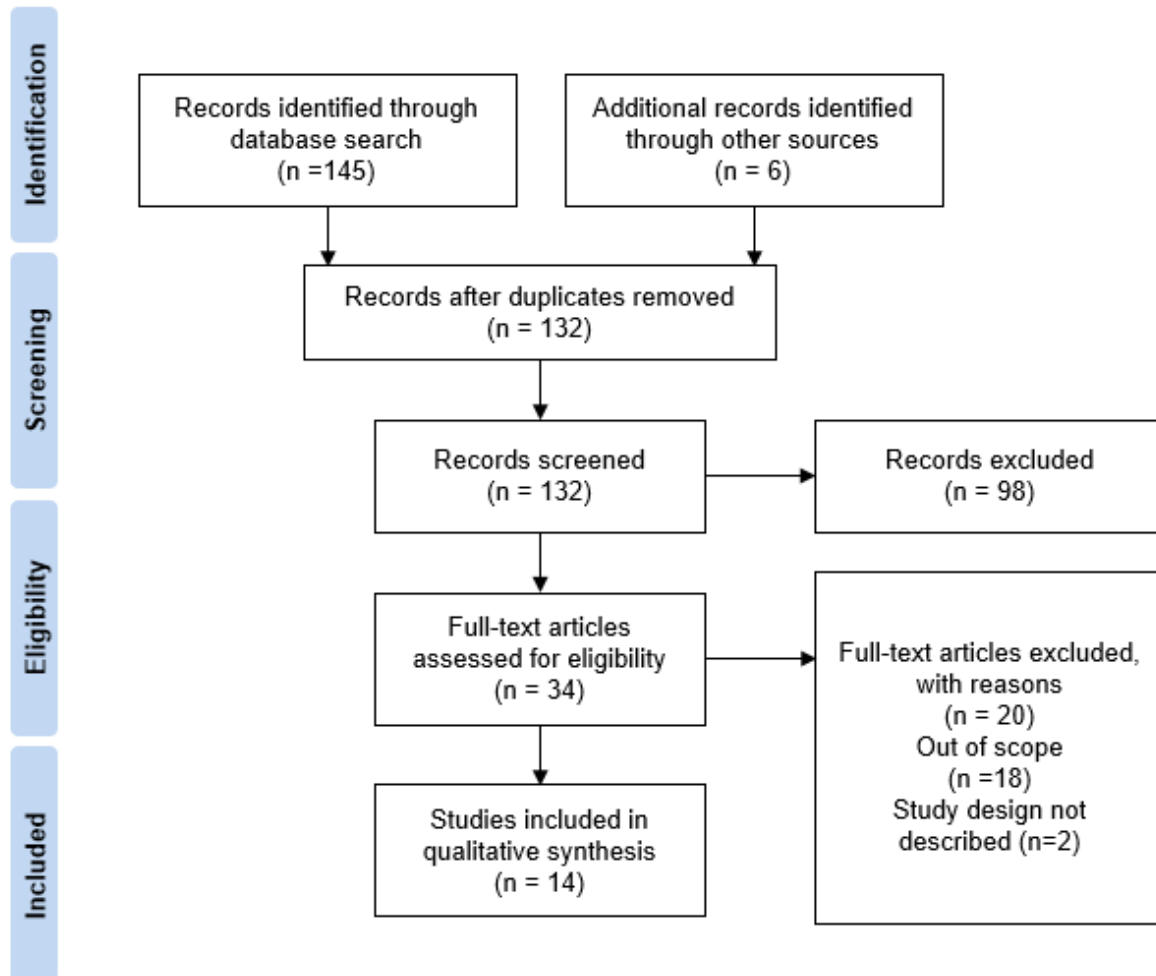 Identification
Records identified through
database search
(n =145)
Additional records identified
through other sources
(n = 6)
Screening
Records after duplicates removed
(n = 132)
Records screened
(n = 132)
Records excluded
(n = 98)
Eligibility
Full-text articles
assessed for eligibility
(n = 34)
Full-text articles excluded,
with reasons
(n = 20)
Out of scope
(n =18)
Study design not
described (n=2)
Included
Studies included in
qualitative synthesis
(n = 14)